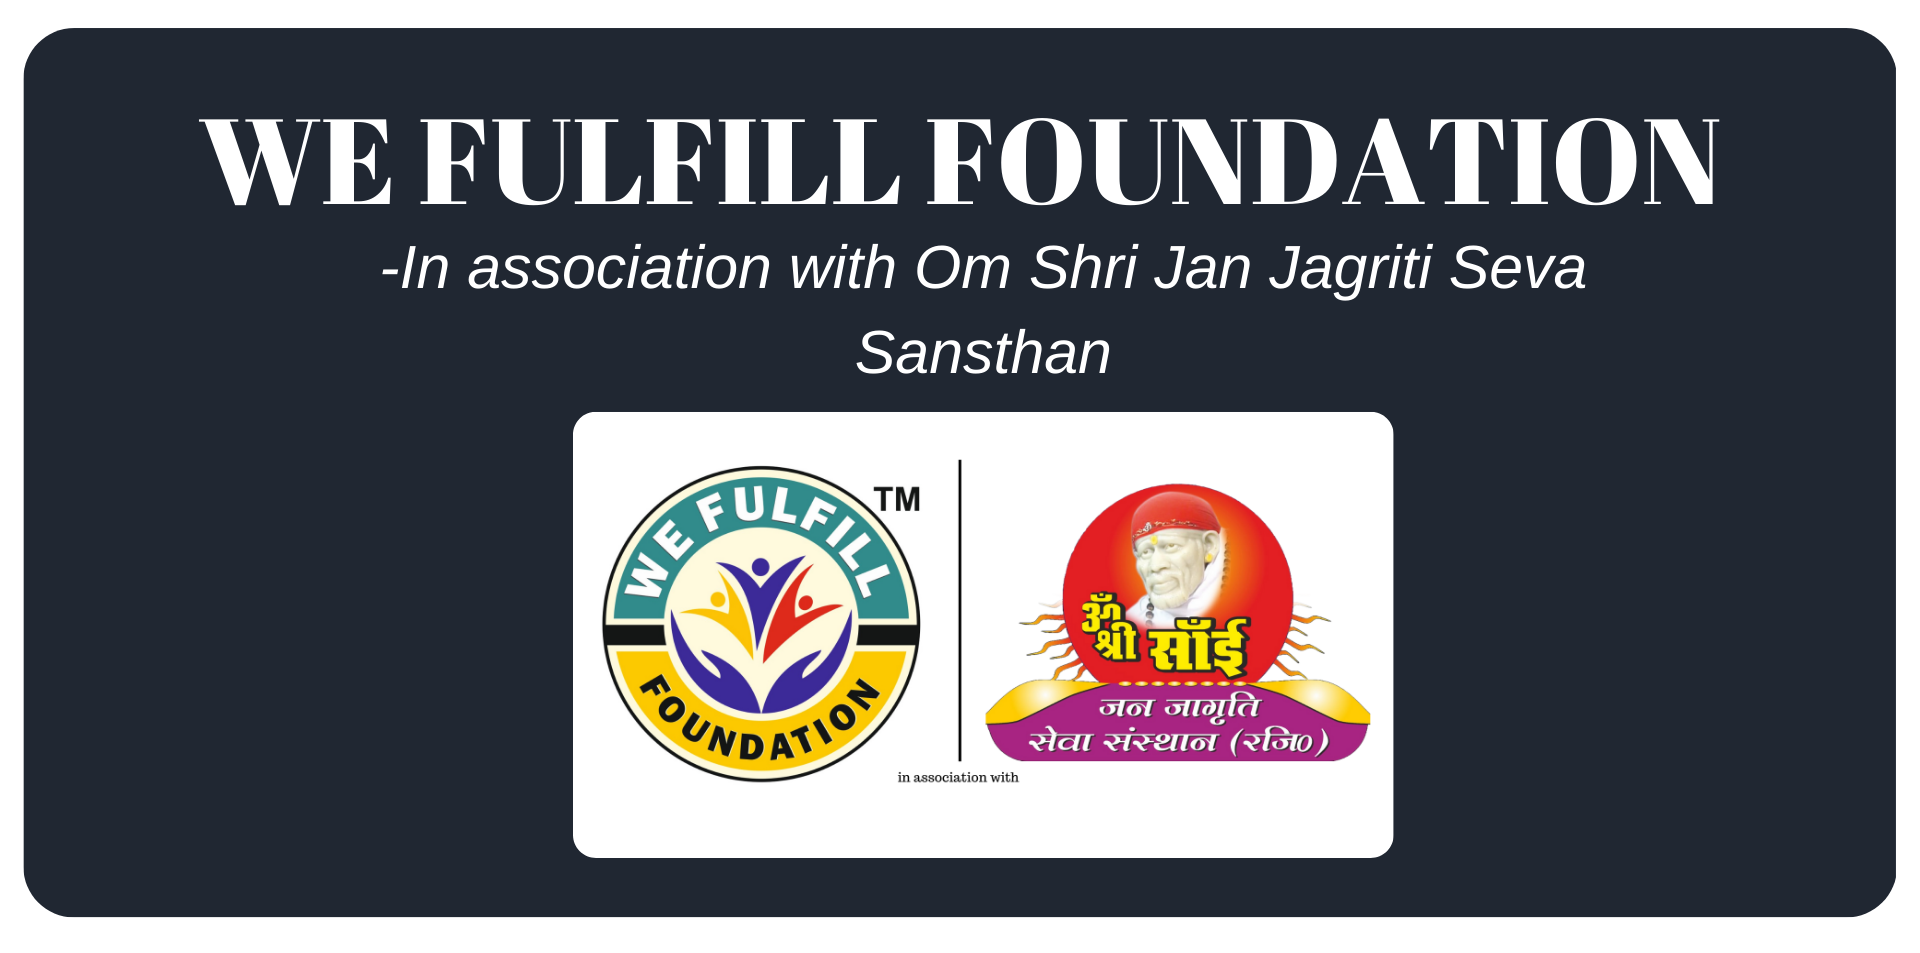 WE FULFILL FOUNDATION
-In association with Om Shri Jan Jagriti Seva
Sansthan
WE FULFILL
TM
FOUNDATION
in association with
ॐ
श्री साँई
जन जागृति
सेवा संस्थान (रजि०)